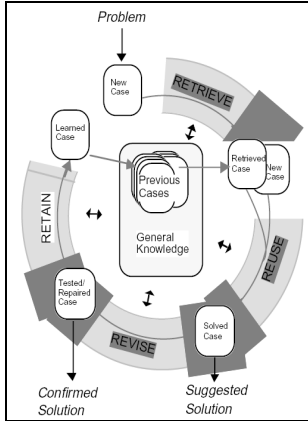 Problem
New
Case
RETRIEVE
Learned
Case
Retrieved
Case
New
Case
Previous
Cases
General
Knowledge
RETAIN
REUSE
Tested/
Repaired
Case
REVISE
Solved
Case
Confirmed
Solution
Suggested
Solution